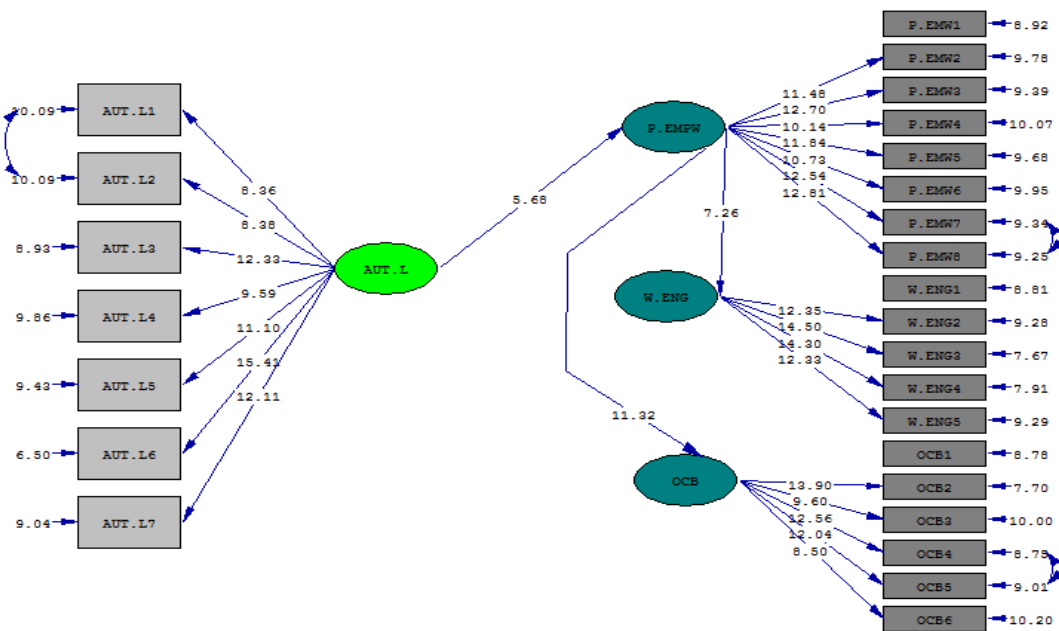 10.09 AUT.L1
10.09 AUT.L2
8.93 AUT.L3
9.86 AUT.L4
9.43 AUT.L5
6.50 AUT.L6
9.04 AUT.L7
8.36
8.38
12.33
9.59
11.10
15.41
12.11
AUT.L
5.68
P.EMPW
7.26
W.ENG
11.32
OCB
11.48
12.70
10.14
11.84
10.73
12.54
12.81
12.35
14.50
14.30
12.33
13.90
9.60
12.56
12.04
8.50
P.EMW1 8.92
P.EMW2 9.78
P.EMW3 9.39
P.EMW4 10.07
P.EMW5 9.68
P.EMW6 9.95
P.EMW7 9.34
P.EMW8 9.25
W.ENG1 8.81
W.ENG2 9.28
W.ENG3 7.67
W.ENG4 7.91
W.ENG5 9.29
OCB1 8.78
OCB2 7.70
OCB3 10.00
OCB4 8.75
OCB5 9.01
OCB6 10.20